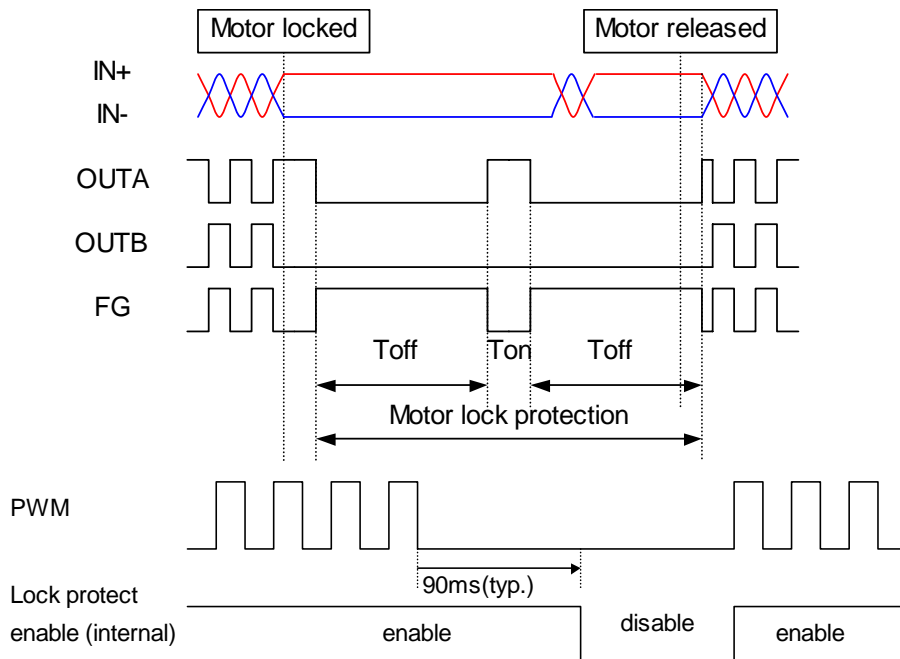 Motor locked
Motor released
IN+
IN-
OUTA
OUTB
FG
Toff
Ton
Toff
Motor lock protection
PWM
90ms(typ.)
Lock protect
enable (internal)
enable
disable
enable